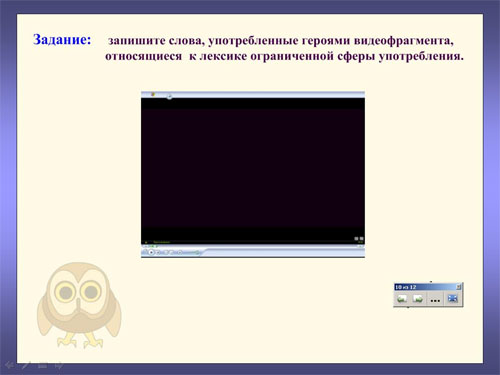 Задание: запишите слова, употребленные героями видеофрагмента,
относящиеся к лексике ограниченной сферы употребления.
10 из 12